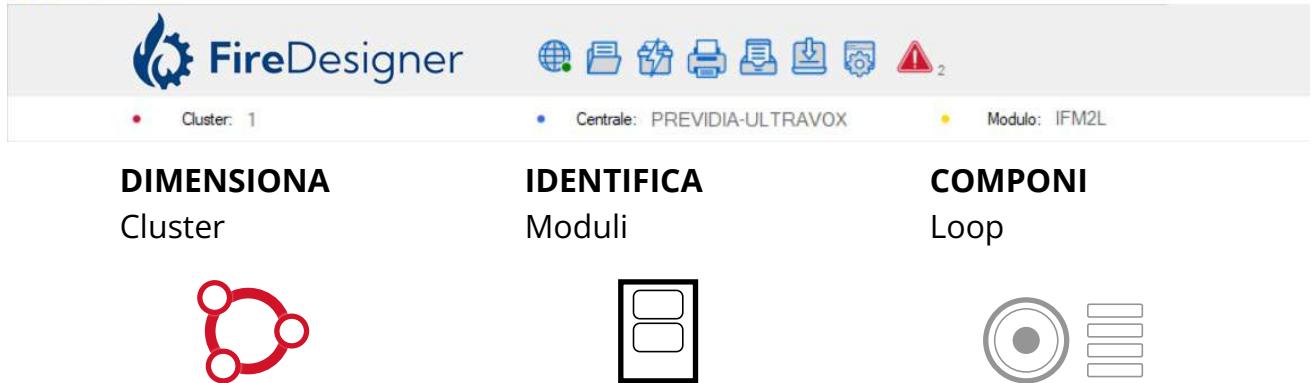 FireDesigner
2
Cluster: 1
Centrale: PREVIDIA-ULTRAVOX
Modulo: IFM2L
DIMENSIONA
Cluster
IDENTIFICA
Moduli
COMPONI
Loop